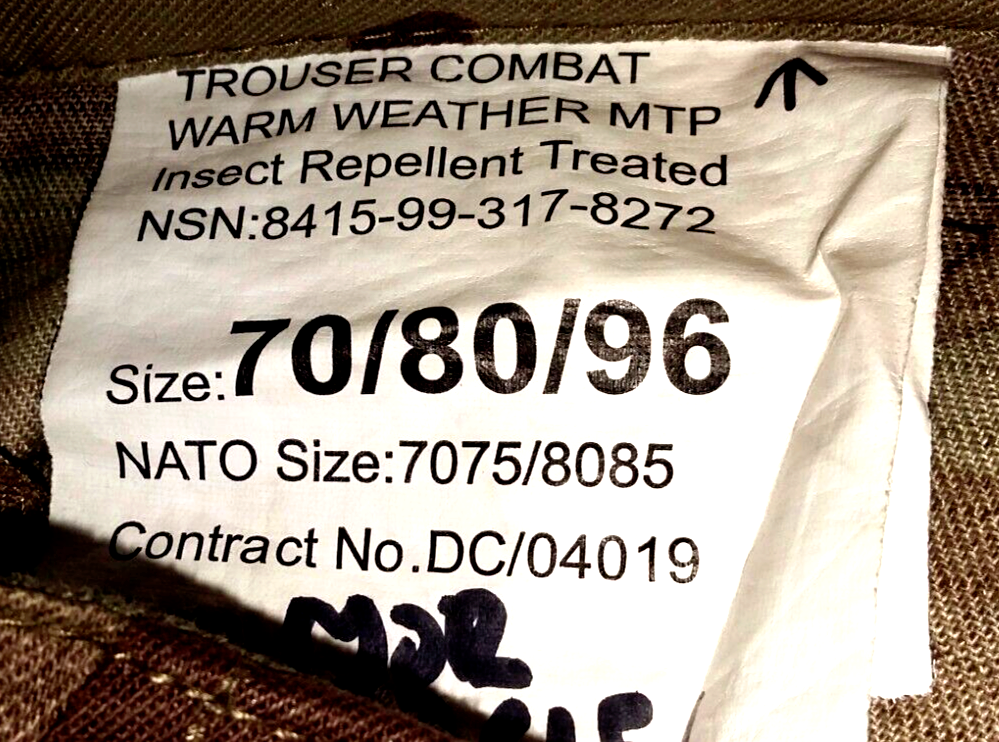 TROUSER COMBAT
WARM WEATHER MTP
Insect Repellent Treated
NSN:8415-99-317-8272
Size:70/80/96
NATO Size:7075/8085
Contract No.DC/04019